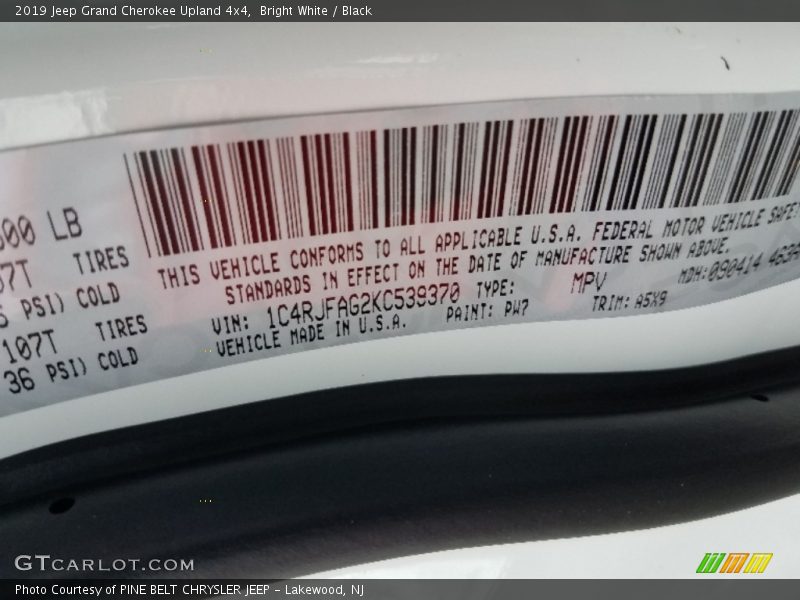 2019 Jeep Grand Cherokee Upland 4x4, Bright White / Black
LB
TIRES
PSI) COLD
107T TIRES
36 PSI) COLD
THIS VEHICLE CONFORMS TO ALL APPLICABLE U.S.A. FEDERAL MOTOR VEHICLE
STANDARDS IN EFFECT ON THE DATE OF MANUFACTURE SHOWN ABOVE.
VIN: 1C4RJFAG2KC539370 TYPE: MPV MDH: 090414
VEHICLE MADE IN U.S.A. PAINT: PW7 TRIM: A5X9
GTCARLOT.COM
Photo Courtesy of PINE BELT CHRYSLER JEEP - Lakewood, NJ